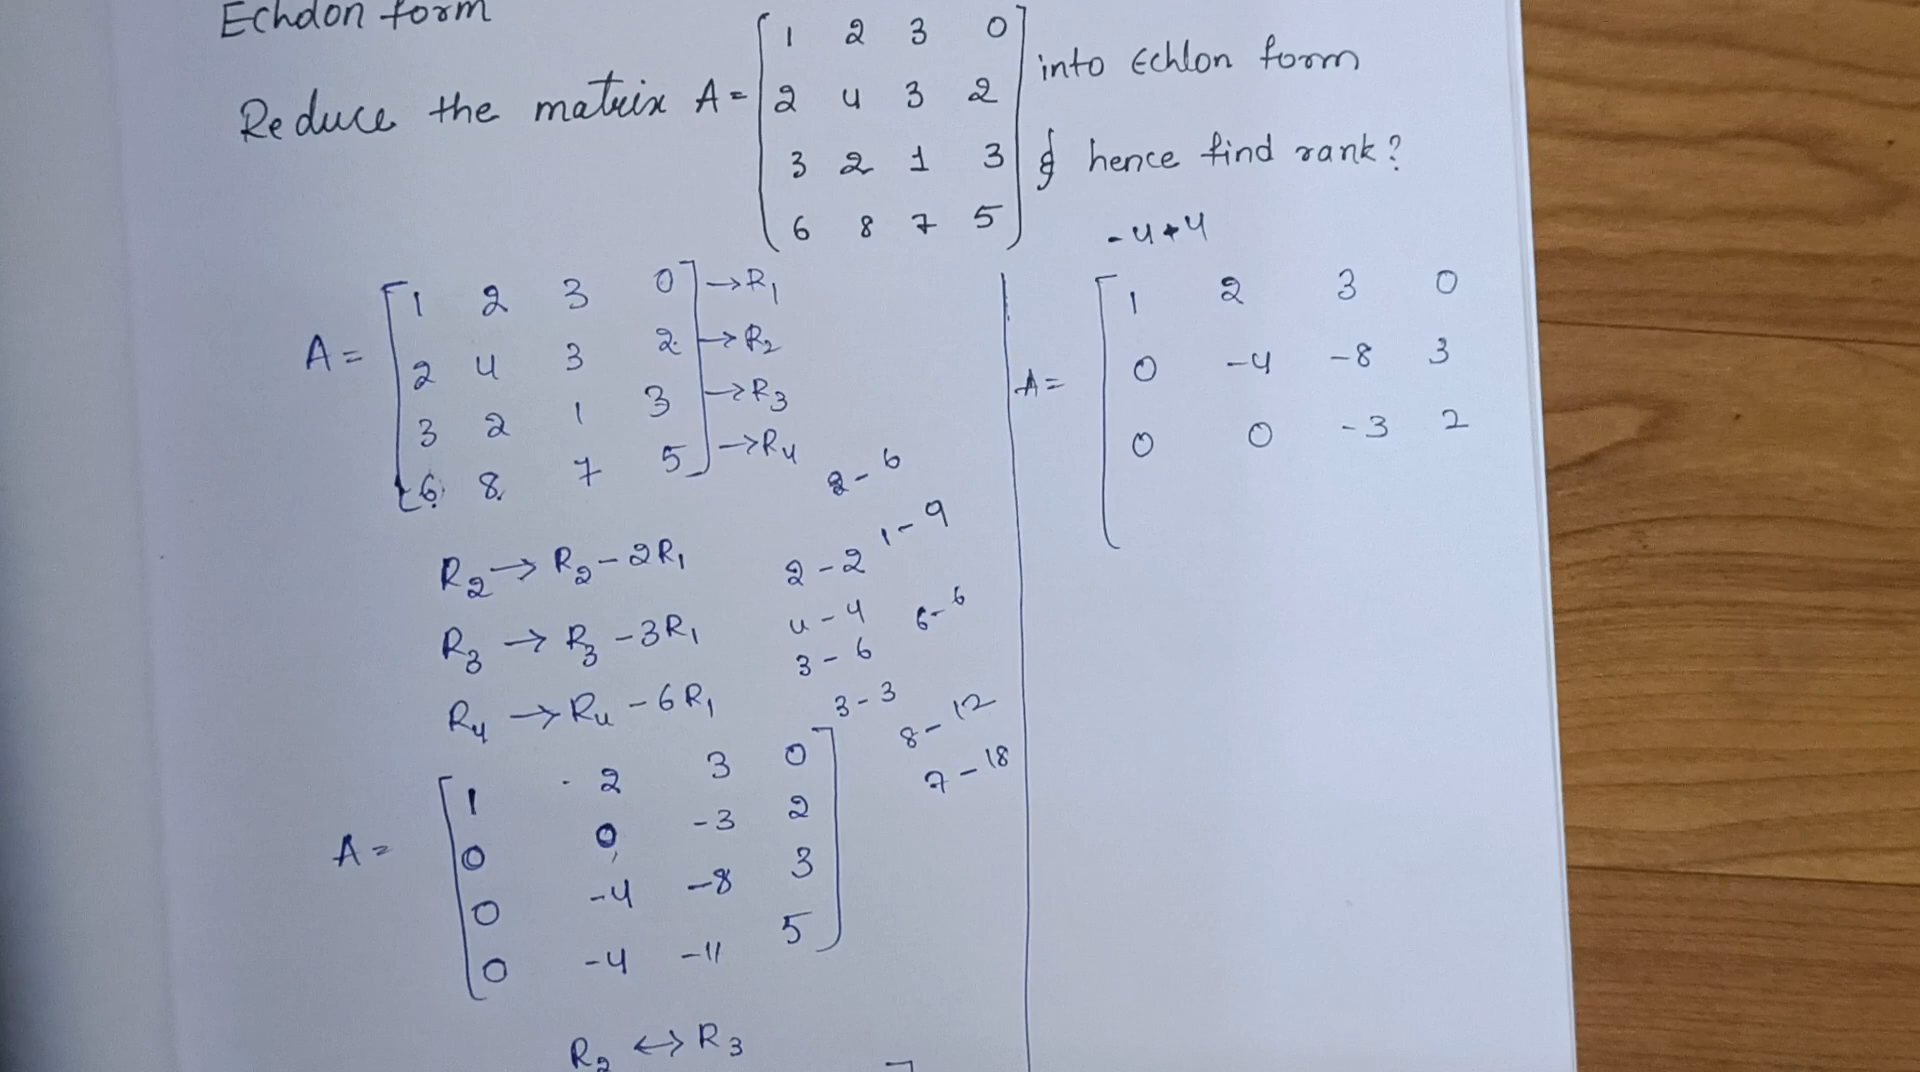 Echelon form
Reduce the matrix A = [1 2 3 0] into Echlon form
2 4 3 2
3 2 1 3 & hence find rank?
6 8 7 5
A = [1 2 3 0] → R1
2 4 3 2 → R2
3 2 1 3 → R3
6 8 7 5 → R4
R2 → R2 - 2R1
R3 → R3 - 3R1
R4 → R4 - 6R1
2 - 6
1 - 9
2 - 2
4 - 4
6 - 6
3 - 6
3 - 3
8 - 12
7 - 18
A = [1 2 3 0]
0 0 -3 2
0 -4 -8 3
0 -4 -11 5
R2 ↔ R3
-4+4
A = [1 2 3 0
0 -4 -8 3
0 0 -3 2